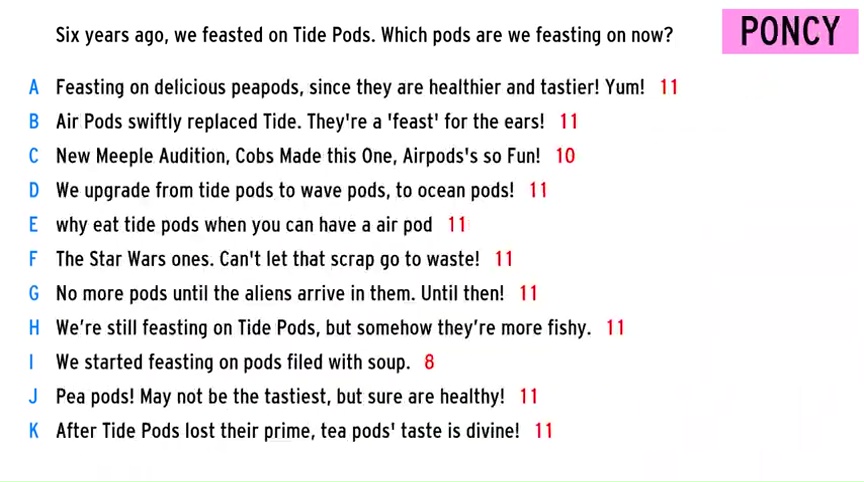 Six years ago, we feasted on Tide Pods. Which pods are we feasting on now?
PONCY
A Feasting on delicious peapods, since they are healthier and tastier! Yum! 11
B Air Pods swiftly replaced Tide. They're a 'feast' for the ears! 11
C New Meeple Audition, Cobs Made this One, Airpods's so Fun! 10
D We upgrade from tide pods to wave pods, to ocean pods! 11
E why eat tide pods when you can have a air pod 11
F The Star Wars ones. Can't let that scrap go to waste! 11
G No more pods until the aliens arrive in them. Until then! 11
H We’re still feasting on Tide Pods, but somehow they’re more fishy. 11
I We started feasting on pods filed with soup. 8
J Pea pods! May not be the tastiest, but sure are healthy! 11
K After Tide Pods lost their prime, tea pods' taste is divine! 11